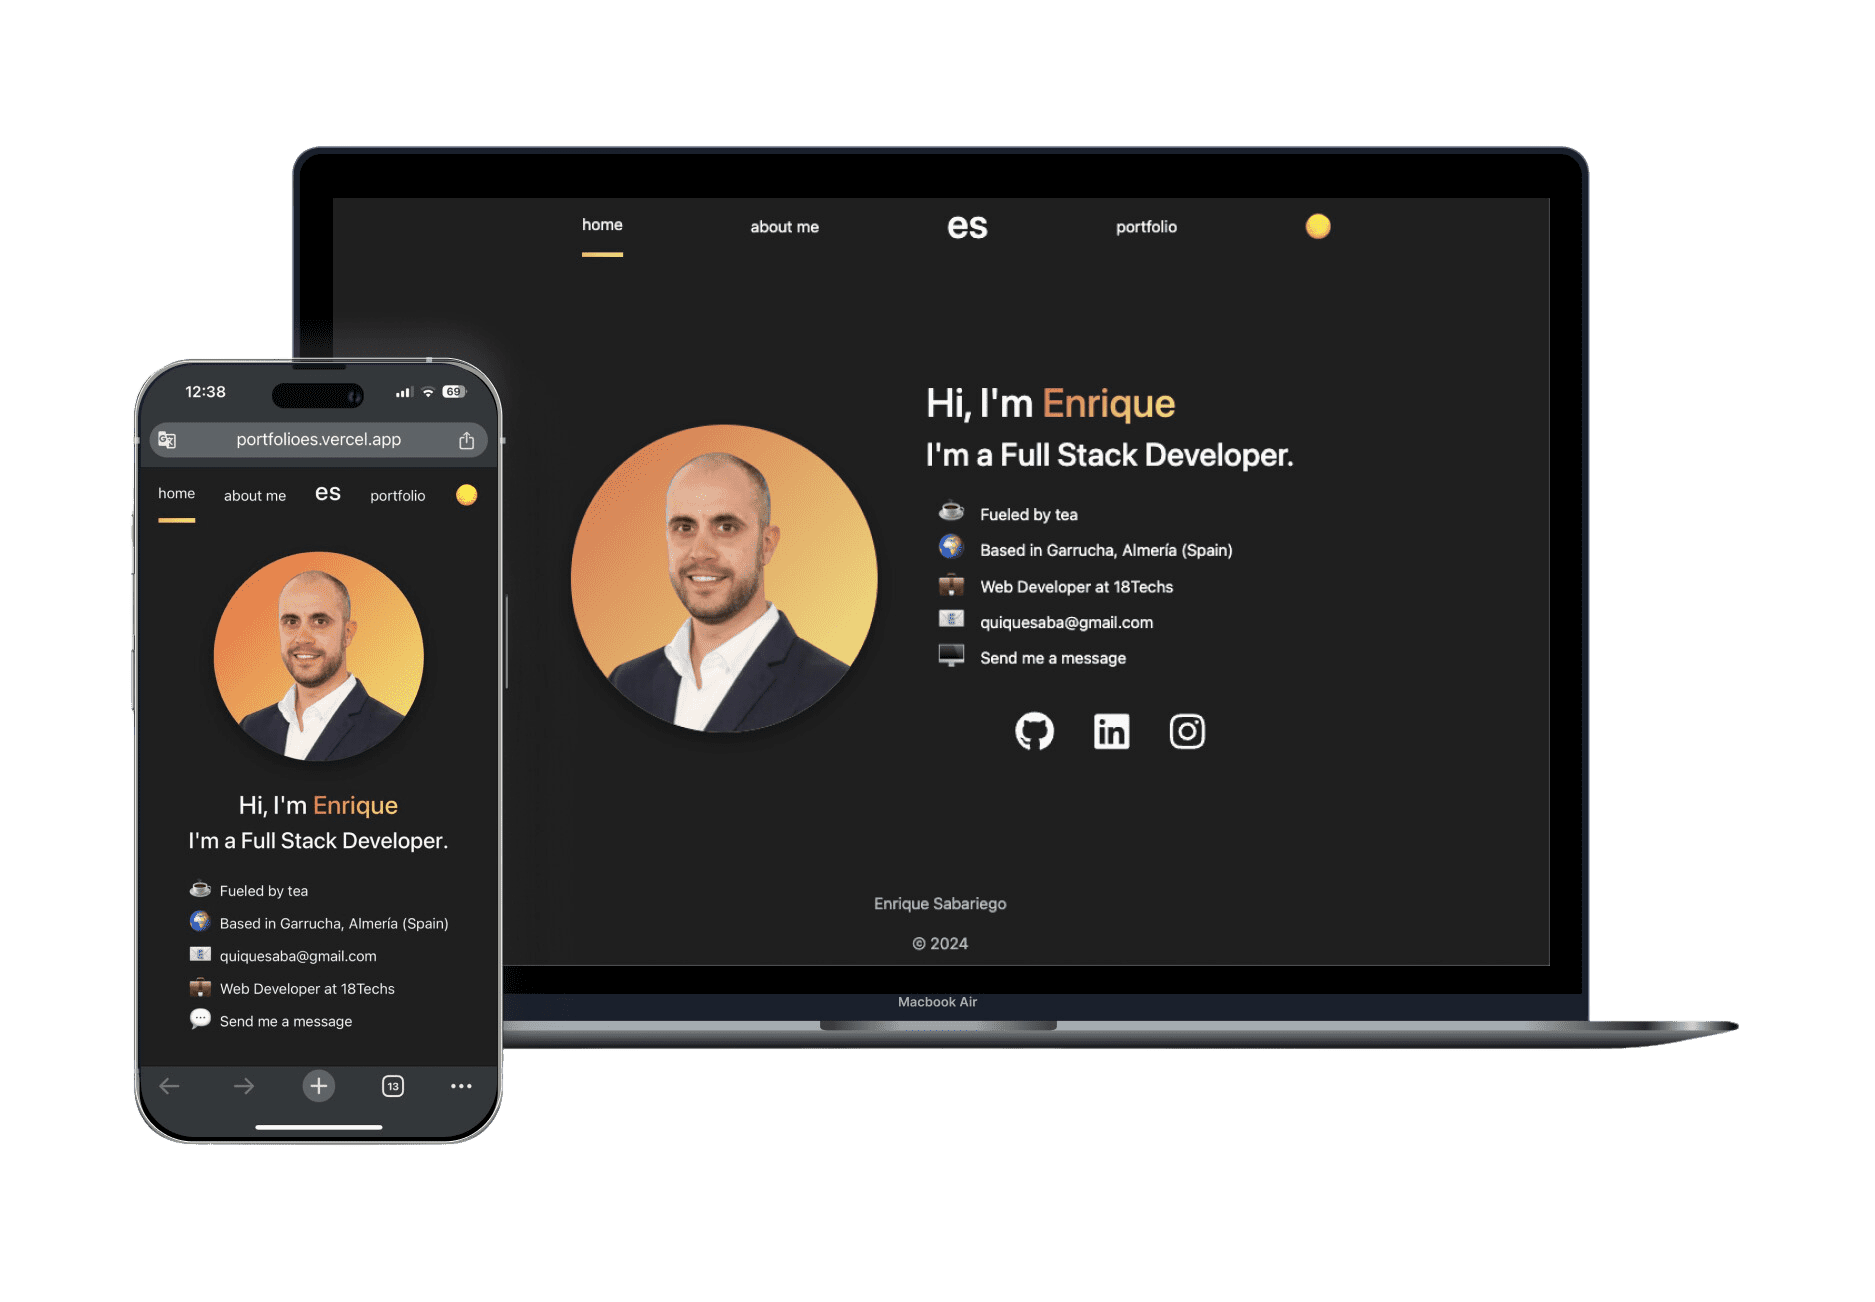 home about me es portfolio
Hi, I'm Enrique
I'm a Full Stack Developer.
Fueled by tea
Based in Garrucha, Almería (Spain)
Web Developer at 18Techs
quiquesaba@gmail.com
Send me a message
in
Enrique Sabariego
© 2024
Macbook Air
12:38 69
portfolioes.vercel.app
home about me es portfolio
Hi, I'm Enrique
I'm a Full Stack Developer.
Fueled by tea
Based in Garrucha, Almería (Spain)
quiquesaba@gmail.com
Web Developer at 18Techs
Send me a message
13